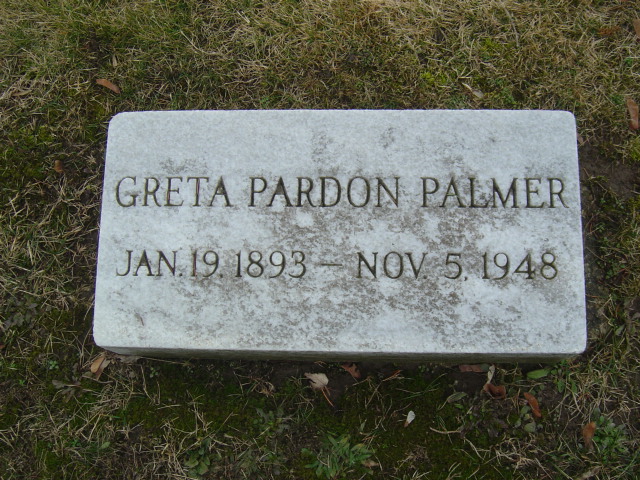 GRETA PARDON PALMER
JAN. 19, 1893 – NOV. 5, 1948